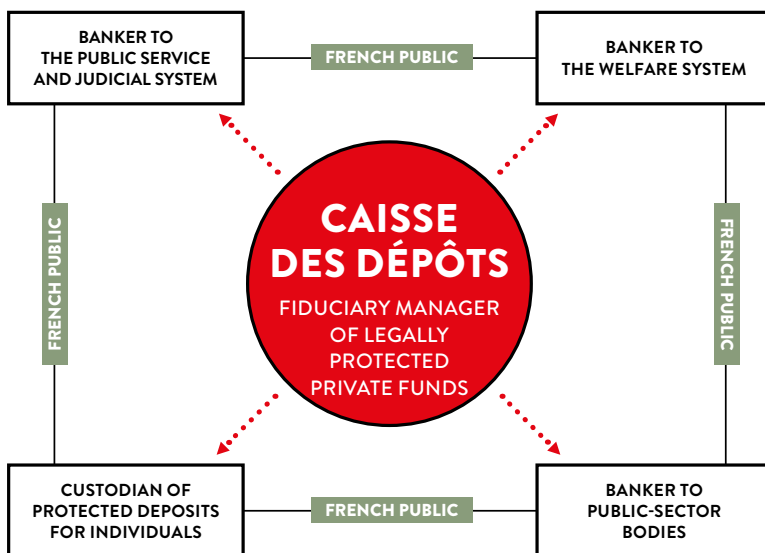 BANKER TO
THE PUBLIC SERVICE
AND JUDICIAL SYSTEM
FRENCH PUBLIC
BANKER TO
THE WELFARE SYSTEM
FRENCH PUBLIC
CAISSE
DES DÉPÔTS
FIDUCIARY MANAGER
OF LEGALLY
PROTECTED
PRIVATE FUNDS
FRENCH PUBLIC
CUSTODIAN OF
PROTECTED DEPOSITS
FOR INDIVIDUALS
FRENCH PUBLIC
BANKER TO
PUBLIC-SECTOR
BODIES